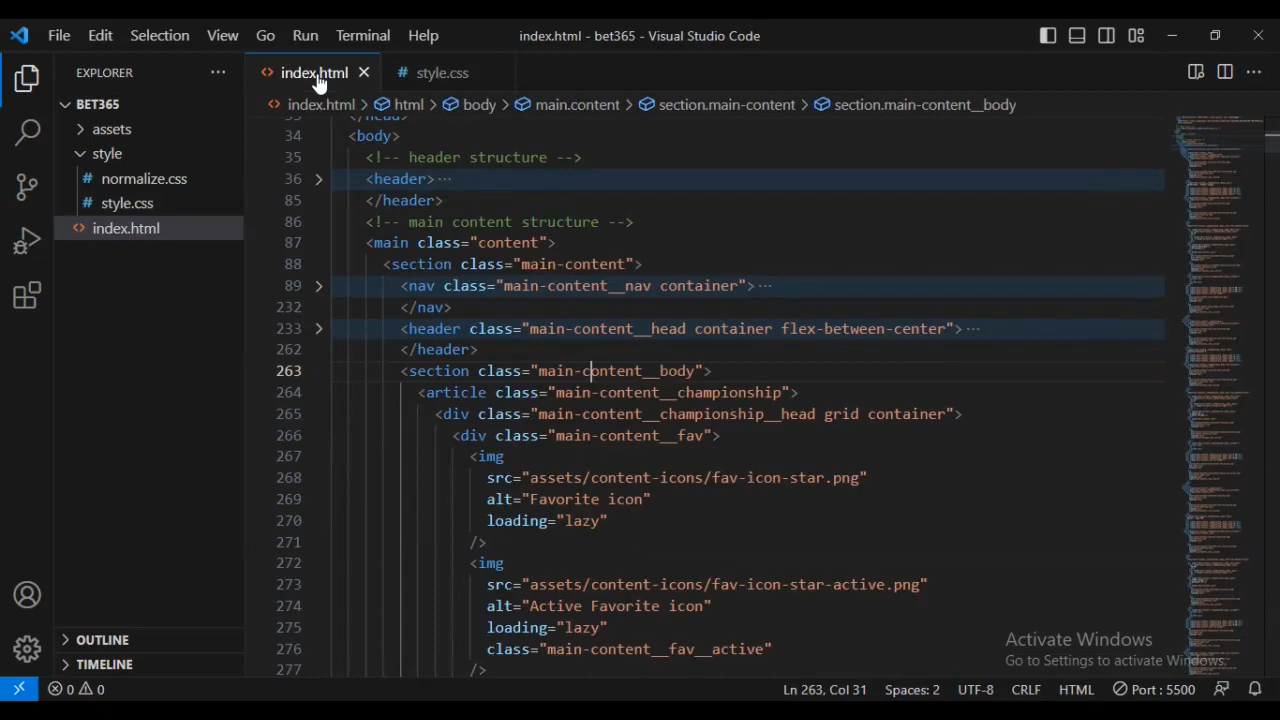 File Edit Selection View Go Run Terminal Help index.html - bet365 - Visual Studio Code
EXPLORER
index.html
style.css
BET365
assets
style
normalize.css
style.css
index.html
OUTLINE
TIMELINE
index.html > html > body > main.content > section.main-content > section.main-content__body
34 <body>
35 <!-- header structure -->
36 <header>…
85 </header>
86 <!-- main content structure -->
87 <main class="content">
88 <section class="main-content">
89 <nav class="main-content__nav container">…
232 </nav>
233 <header class="main-content__head container flex-between-center">…
262 </header>
263 <section class="main-content__body">
264 <article class="main-content__championship">
265 <div class="main-content__championship__head grid container">
266 <div class="main-content__fav">
267 <img
268 src="assets/content-icons/fav-icon-star.png"
269 alt="Favorite icon"
270 loading="lazy"
271 />
272 <img
273 src="assets/content-icons/fav-icon-star-active.png"
274 alt="Active Favorite icon"
275 loading="lazy"
276 class="main-content__fav__active"
277 />
Activate Windows
Go to Settings to activate Windows.
0 0 Ln 263, Col 31 Spaces: 2 UTF-8 CRLF HTML Port : 5500